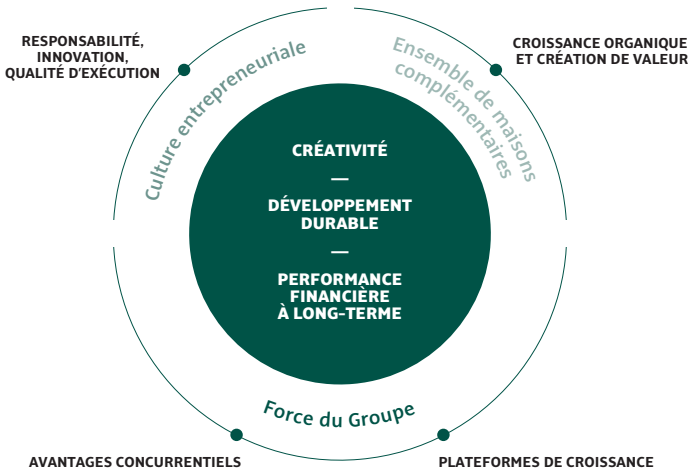 RESPONSABILITÉ,
INNOVATION,
QUALITÉ D'EXÉCUTION
Culture entrepreneuriale
Ensemble de maisons
complémentaires
CROISSANCE ORGANIQUE
ET CRÉATION DE VALEUR
CRÉATIVITÉ
—
DÉVELOPPEMENT
DURABLE
—
PERFORMANCE
FINANCIÈRE
À LONG-TERME
Force du Groupe
AVANTAGES CONCURRENTIELS
PLATEFORMES DE CROISSANCE